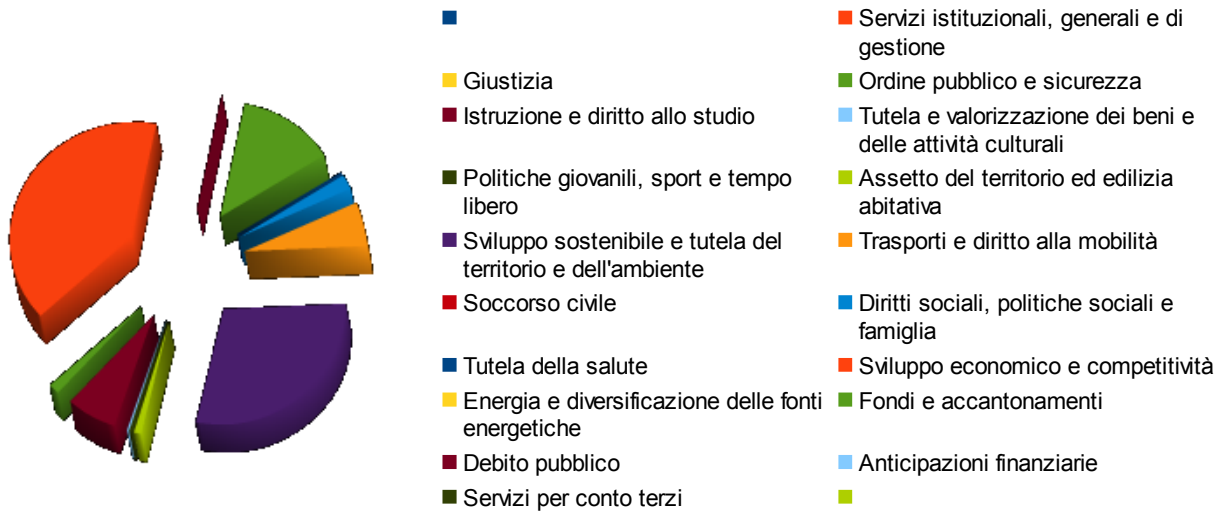 Servizi istituzionali, generali e di
gestione
Giustizia
Ordine pubblico e sicurezza
Istruzione e diritto allo studio
Tutela e valorizzazione dei beni e
delle attività culturali
Politiche giovanili, sport e tempo
libero
Assetto del territorio ed edilizia
abitativa
Sviluppo sostenibile e tutela del
territorio e dell'ambiente
Trasporti e diritto alla mobilità
Soccorso civile
Diritti sociali, politiche sociali e
famiglia
Tutela della salute
Sviluppo economico e competitività
Energia e diversificazione delle fonti
energetiche
Fondi e accantonamenti
Debito pubblico
Anticipazioni finanziarie
Servizi per conto terzi